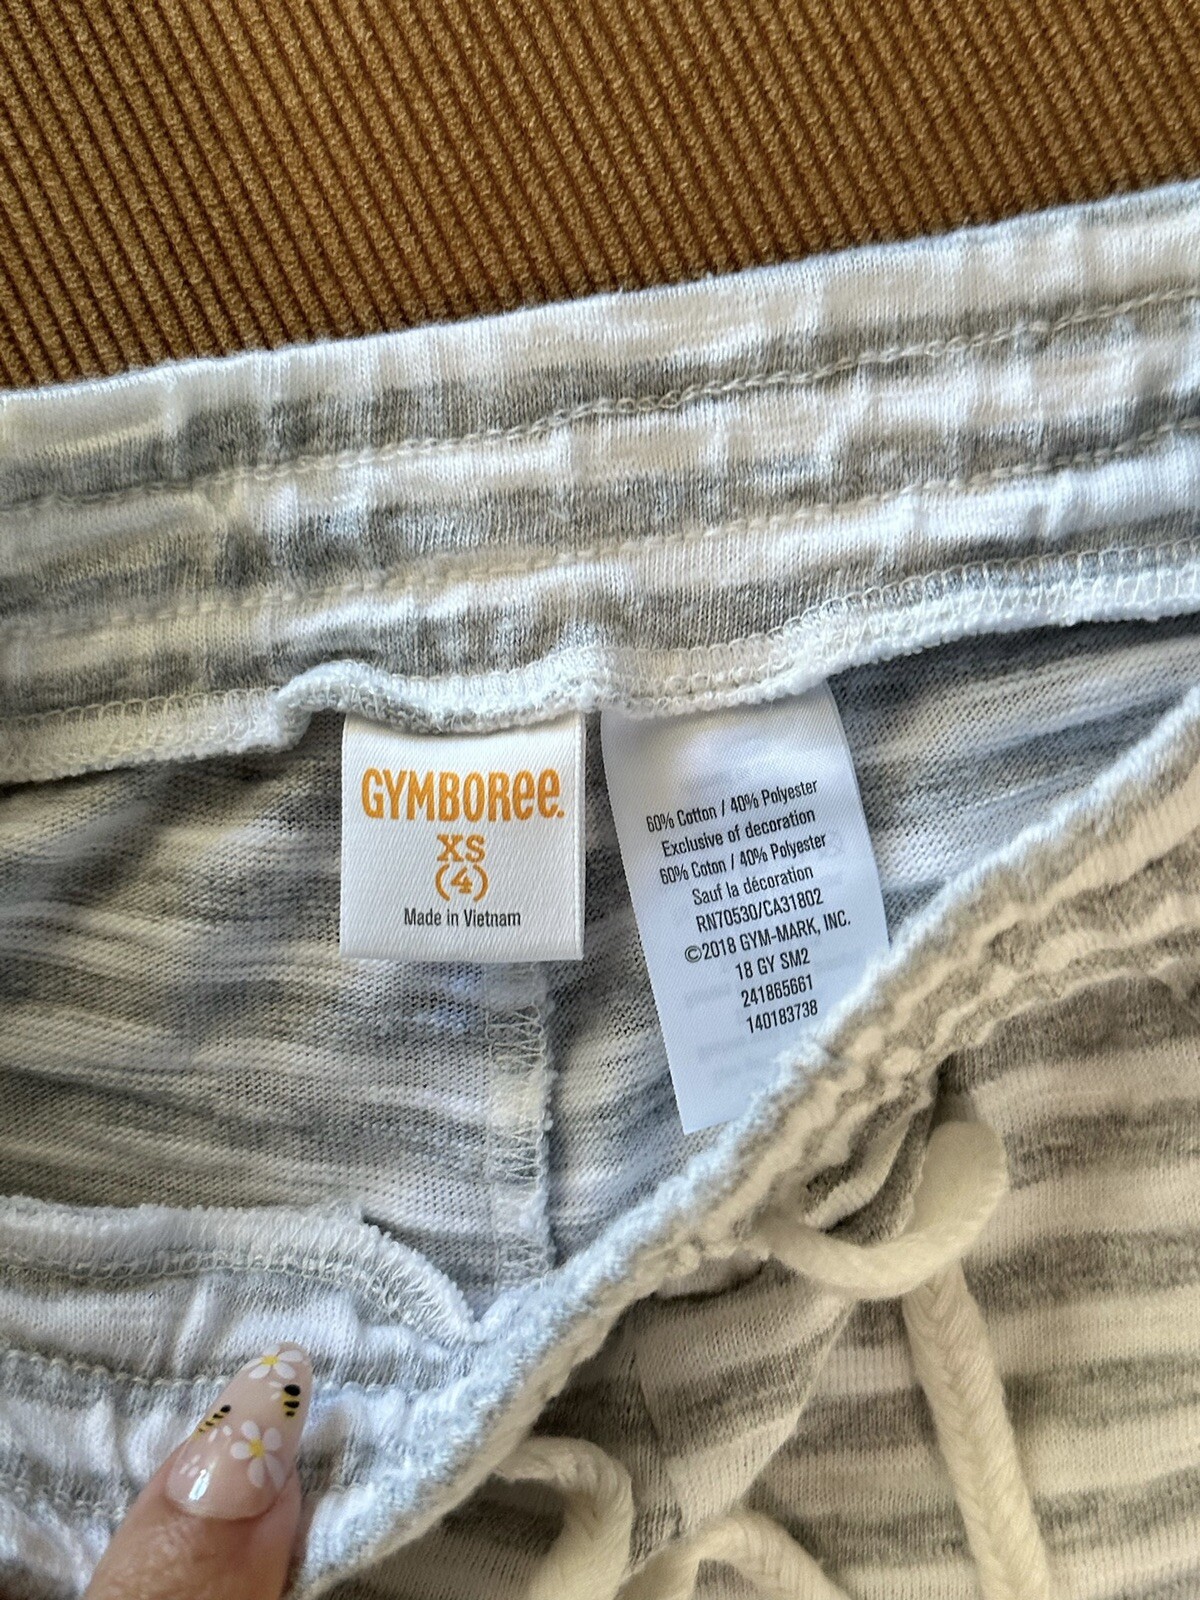 GYMBOREE
XS
(4)
Made in Vietnam
60% Cotton / 40% Polyester
Exclusive of decoration
60% Coton / 40% Polyester
Sauf la décoration
RN70530/CA31802
©2018 GYM-MARK, INC.
18 GY SM2
241865661
140183738